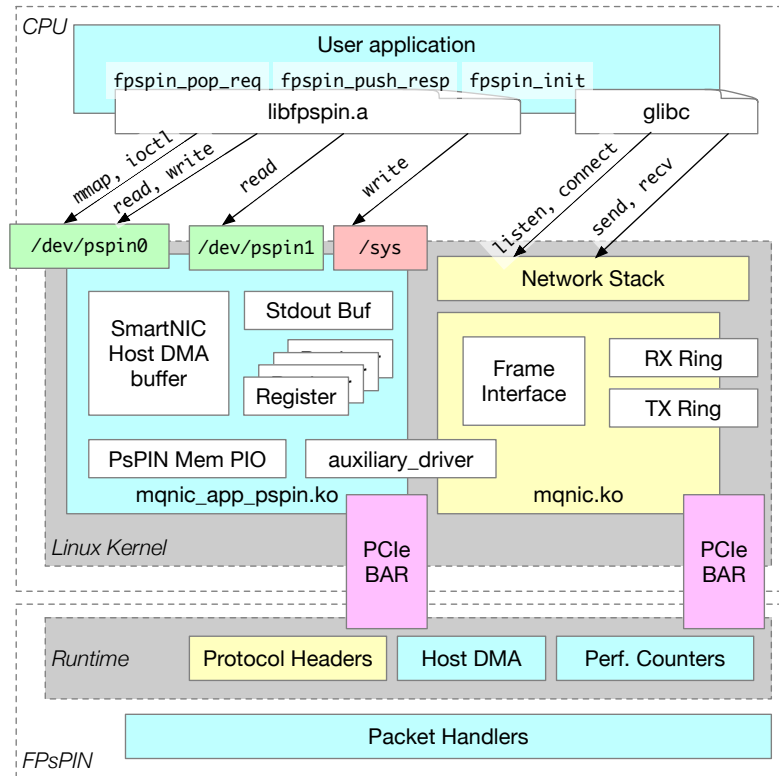 CPU
User application
fpspin_pop_req fpspin_push_resp fpspin_init
libfpspin.a
glibc
mmap, ioctl
read, write
read
write
listen, connect
send, recv
/dev/pspin0
/dev/pspin1
/sys
Network Stack
SmartNIC
Host DMA
buffer
Stdout Buf
Register
Frame
Interface
RX Ring
TX Ring
PsPIN Mem PIO
auxiliary_driver
mqnic_app_pspin.ko
mqnic.ko
Linux Kernel
PCIe
BAR
PCIe
BAR
Runtime
Protocol Headers
Host DMA
Perf. Counters
Packet Handlers
FPsPIN